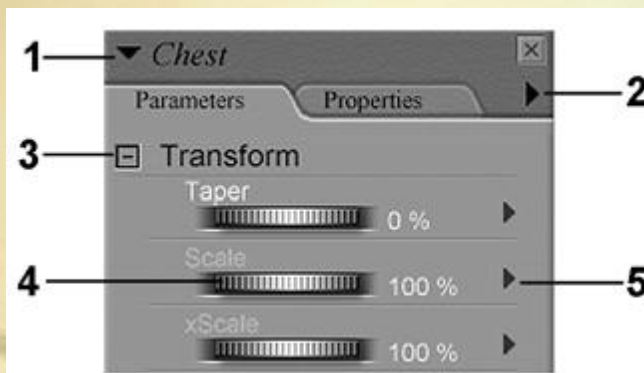 1 Chest
Parameters Properties 2
3 Transform
Taper
0 %
Scale
4 100 % 5
xScale
100 %